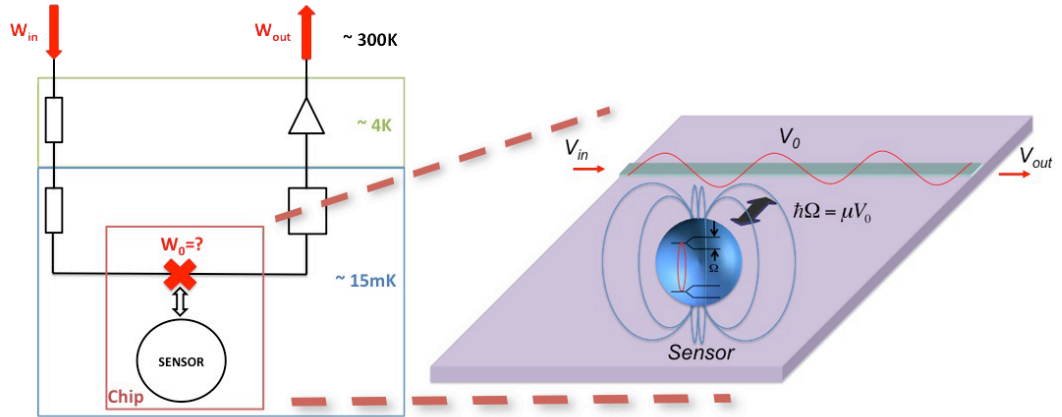 W_in
W_out
~ 300K
~ 4K
W_0=?
~ 15mK
SENSOR
Chip
V_in
V_0
V_out
ħΩ = μV_0
Ω
Sensor